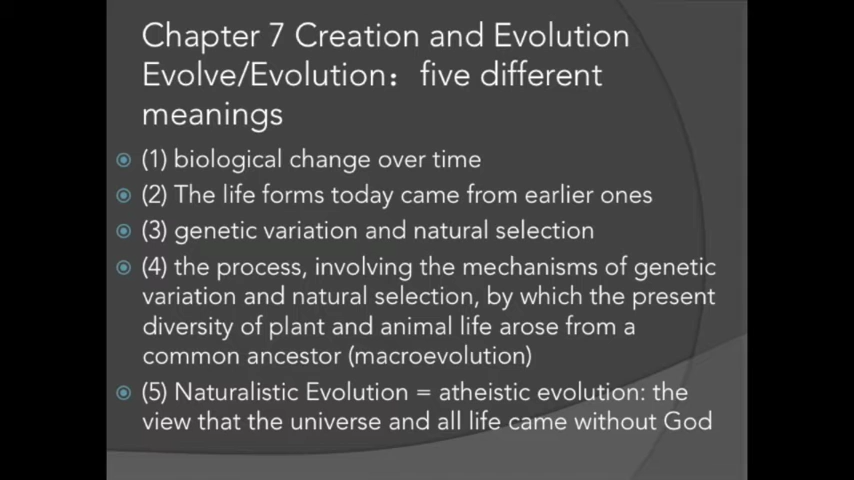 Chapter 7 Creation and Evolution
Evolve/Evolution： five different
meanings
(1) biological change over time
(2) The life forms today came from earlier ones
(3) genetic variation and natural selection
(4) the process, involving the mechanisms of genetic
variation and natural selection, by which the present
diversity of plant and animal life arose from a
common ancestor (macroevolution)
(5) Naturalistic Evolution = atheistic evolution: the
view that the universe and all life came without God